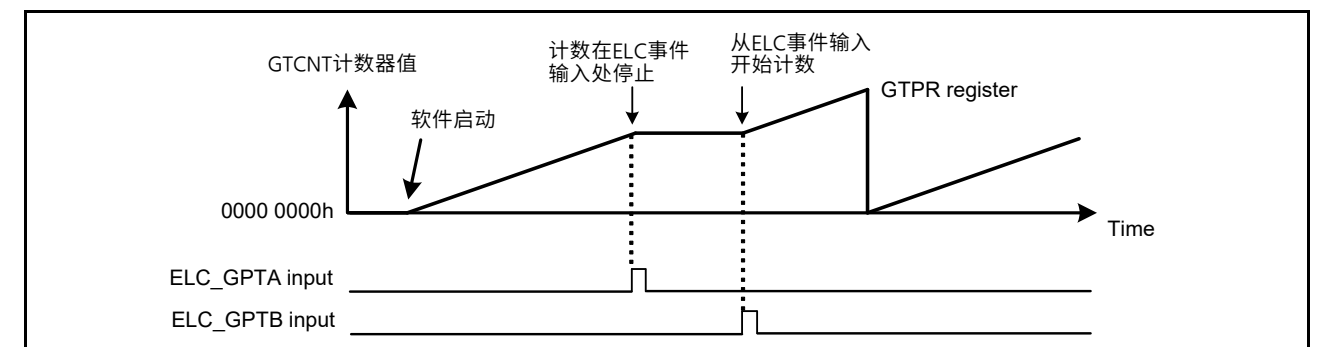 计数在ELC事件
输入处停止
从ELC事件输入
开始计数
GTCNT计数器值
GTPR register
软件启动
0000 0000h
Time
ELC_GPTA input
ELC_GPTB input